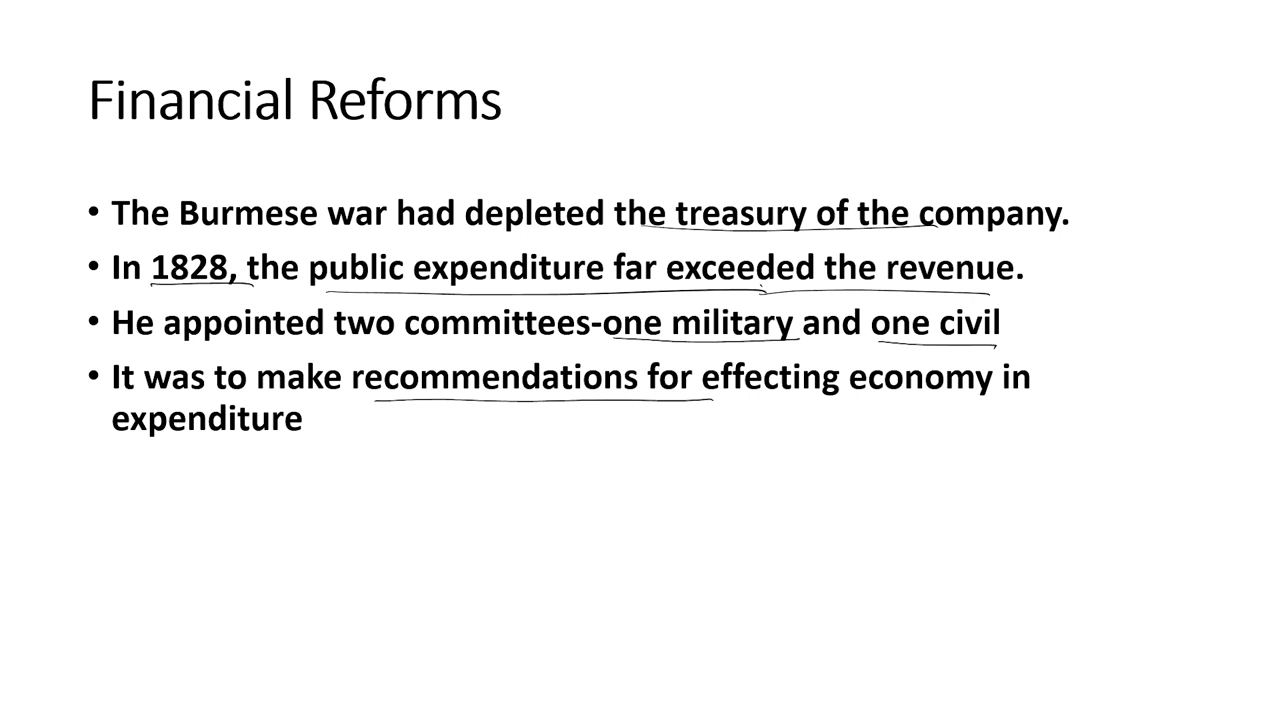 Financial Reforms
• The Burmese war had depleted the treasury of the company.
• In 1828, the public expenditure far exceeded the revenue.
• He appointed two committees-one military and one civil
• It was to make recommendations for effecting economy in
expenditure